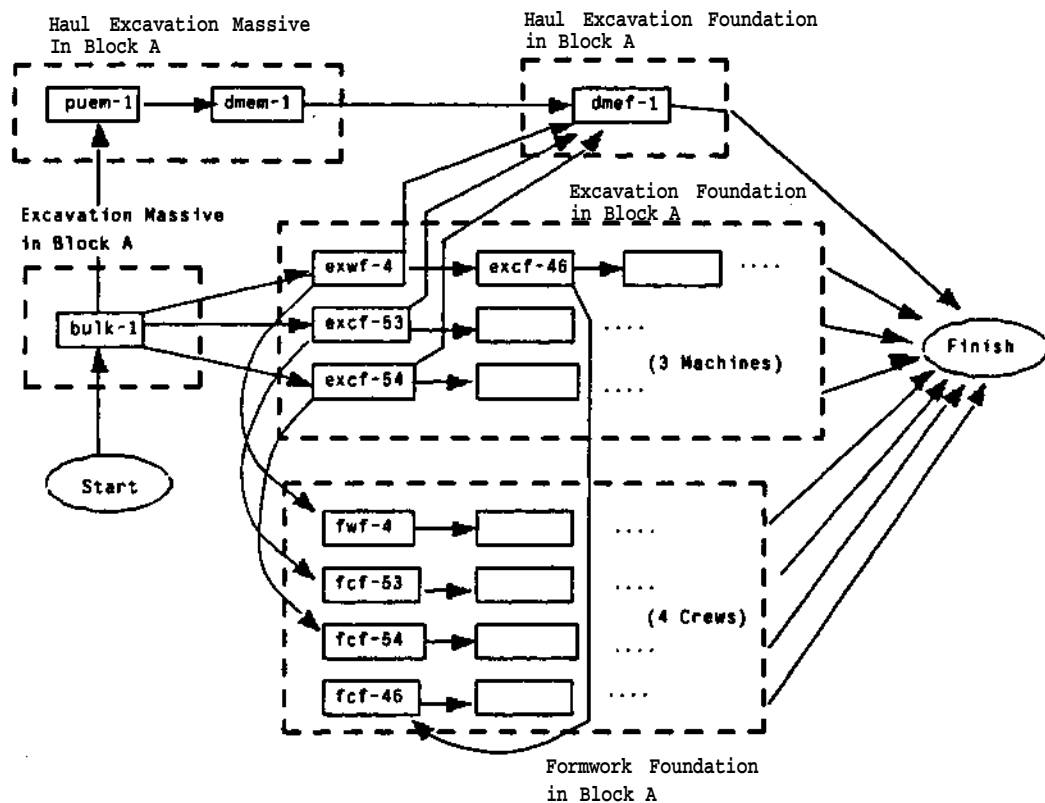 Haul Excavation Massive
In Block A
Haul Excavation Foundation
in Block A
puem-1
dmem-1
dmef-1
Excavation Massive
in Block A
Excavation Foundation
in Block A
exwf-4
excf-46
....
bulk-1
excf-53
....
(3 Machines)
Finish
excf-54
....
Start
fwf-4
....
fcf-53
....
(4 Crews)
fcf-54
....
fcf-46
....
Formwork Foundation
in Block A